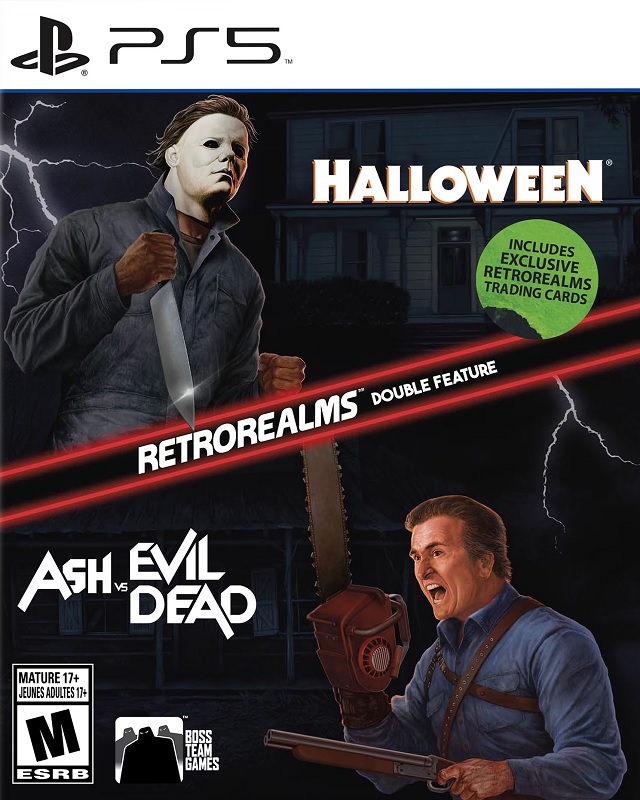 PS5™
HALLOWEEN®
INCLUDES
EXCLUSIVE
RETROREALMS
TRADING CARDS
RETROREALMS™ DOUBLE FEATURE
ASH vs EVIL
DEAD
MATURE 17+
JEUNES ADULTES 17+
M
ESRB
BOSS
TEAM
GAMES